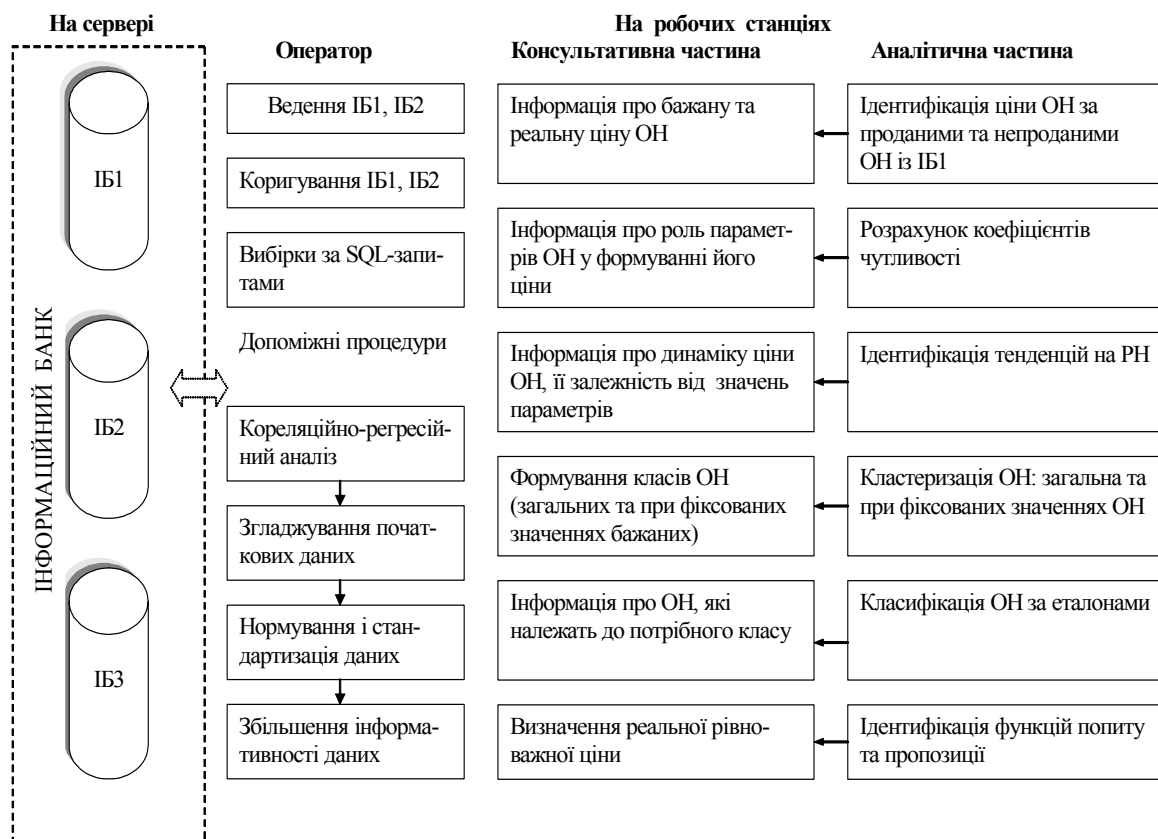 На сервері
На робочих станціях
Оператор
Консультативна частина
Аналітична частина
ІНФОРМАЦІЙНИЙ БАНК
ІБ1
ІБ2
ІБ3
Ведення ІБ1, ІБ2
Коригування ІБ1, ІБ2
Вибірки за SQL-запи-
тами
Допоміжні процедури
Кореляційно-регресій-
ний аналіз
Згладжування почат-
кових даних
Нормування і стан-
дартизація даних
Збільшення інформа-
тивності даних
Інформація про бажану та
реальну ціну ОН
Інформація про роль парамет-
рів ОН у формуванні його
ціни
Інформація про динаміку ціни
ОН, її залежність від значень
параметрів
Формування класів ОН
(загальних та при фіксованих
значеннях бажаних)
Інформація про ОН, які
належать до потрібного класу
Визначення реальної рівно-
важної ціни
Ідентифікація ціни ОН за
проданими та непроданими
ОН із ІБ1
Розрахунок коефіцієнтів
чутливості
Ідентифікація тенденцій на РН
Кластеризація ОН: загальна та
при фіксованих значеннях ОН
Класифікація ОН за еталонами
Ідентифікація функцій попиту
та пропозиції